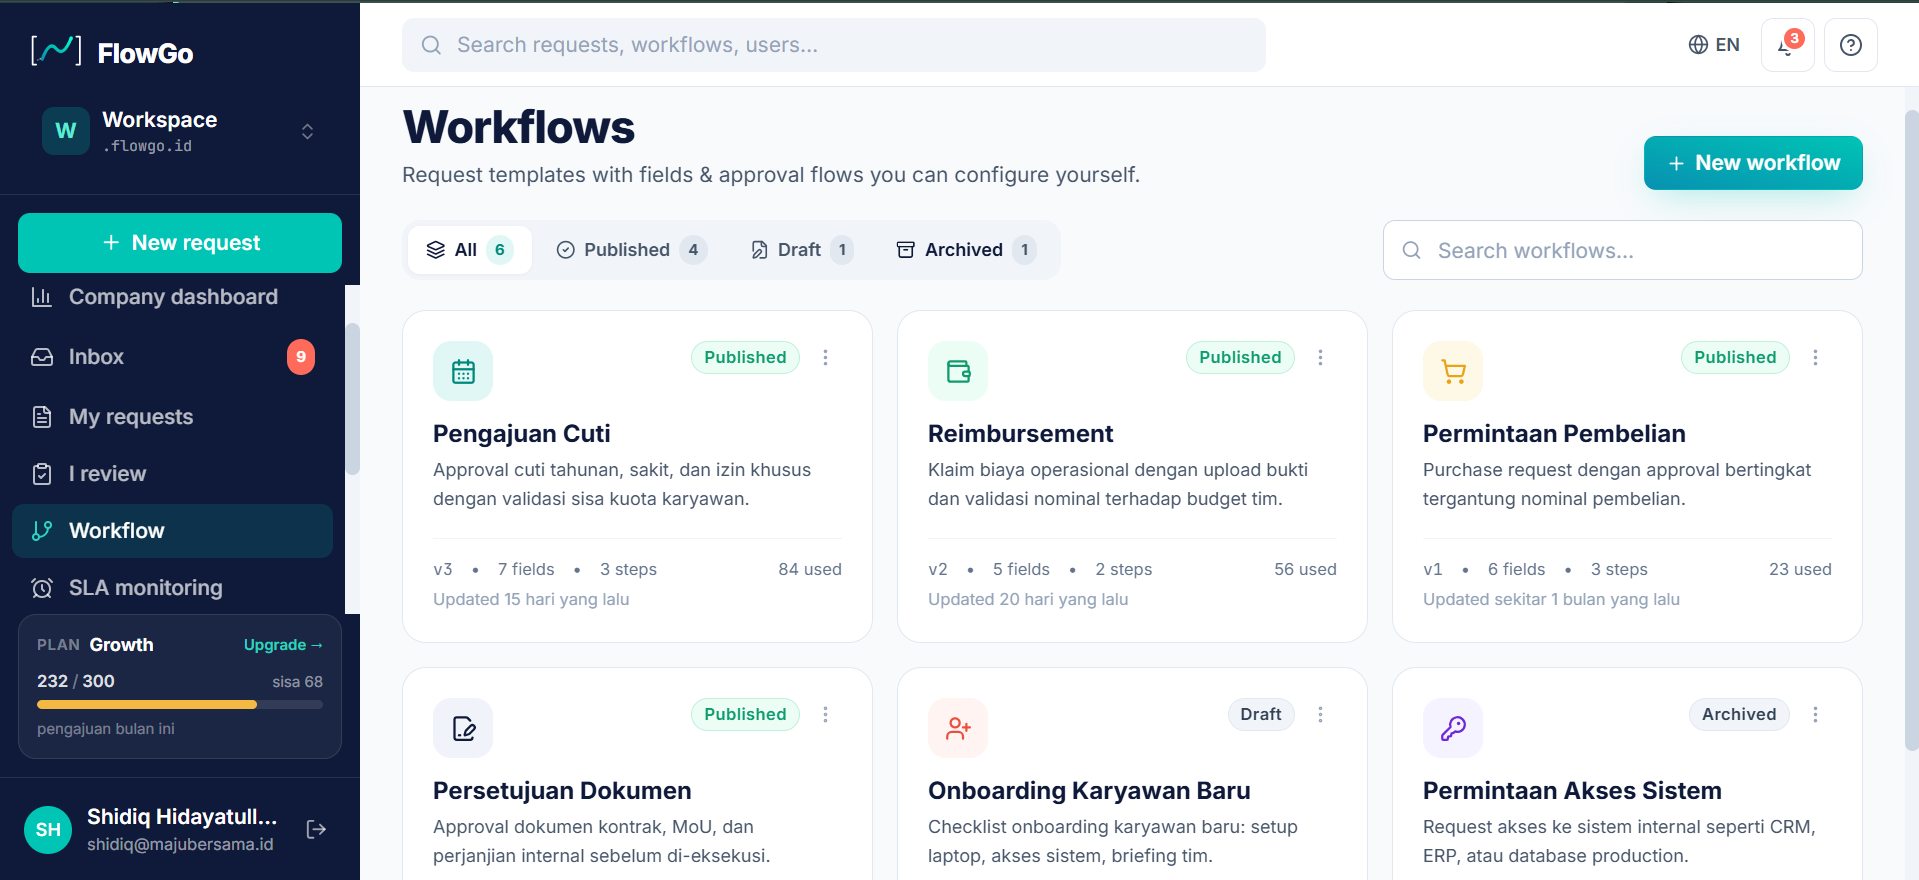 FlowGo
W
Workspace
.flowgo.id
+ New request
Company dashboard
Inbox 9
My requests
I review
Workflow
SLA monitoring
PLAN Growth Upgrade →
232 / 300 sisa 68
pengajuan bulan ini
SH
Shidiq Hidayatull...
shidiq@majubersama.id
Search requests, workflows, users...
EN
3
Workflows
Request templates with fields & approval flows you can configure yourself.
+ New workflow
All 6 Published 4 Draft 1 Archived 1
Search workflows...
Published
Pengajuan Cuti
Approval cuti tahunan, sakit, dan izin khusus
dengan validasi sisa kuota karyawan.
v3 • 7 fields • 3 steps 84 used
Updated 15 hari yang lalu
Published
Reimbursement
Klaim biaya operasional dengan upload bukti
dan validasi nominal terhadap budget tim.
v2 • 5 fields • 2 steps 56 used
Updated 20 hari yang lalu
Published
Permintaan Pembelian
Purchase request dengan approval bertingkat
tergantung nominal pembelian.
v1 • 6 fields • 3 steps 23 used
Updated sekitar 1 bulan yang lalu
Published
Persetujuan Dokumen
Approval dokumen kontrak, MoU, dan
perjanjian internal sebelum di-eksekusi.
Draft
Onboarding Karyawan Baru
Checklist onboarding karyawan baru: setup
laptop, akses sistem, briefing tim.
Archived
Permintaan Akses Sistem
Request akses ke sistem internal seperti CRM,
ERP, atau database production.